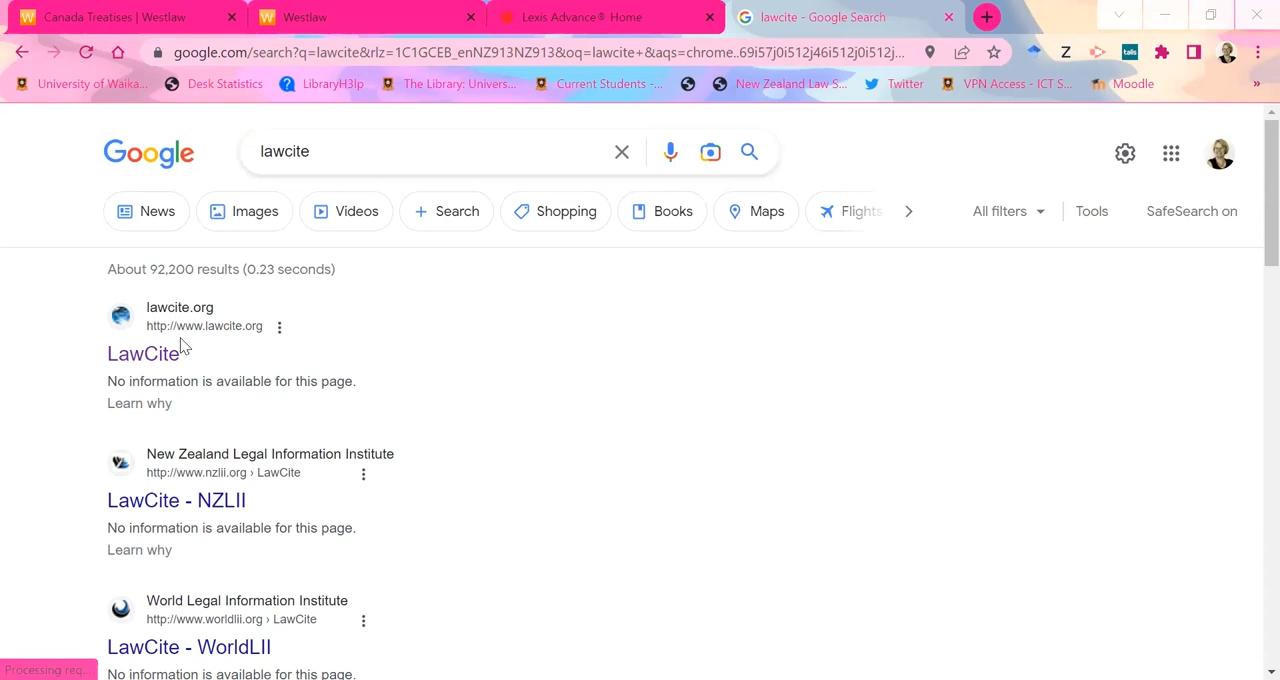 Canada Treatises | Westlaw
Westlaw
Lexis Advance® Home
lawcite - Google Search
google.com/search?q=lawcite&rlz=1C1GCEB_enNZ913NZ913&oq=lawcite+&aqs=chrome..69i57j0i512j46i512j0i512j...
University of Waika...
Desk Statistics
LibraryH3lp
The Library: Univers...
Current Students -...
New Zealand Law S...
Twitter
VPN Access - ICT S...
Moodle
»
Google
lawcite
News
Images
Videos
Search
Shopping
Books
Maps
Flights
All filters
Tools
SafeSearch on
About 92,200 results (0.23 seconds)
lawcite.org
http://www.lawcite.org
LawCite
No information is available for this page.
Learn why
New Zealand Legal Information Institute
http://www.nzlii.org › LawCite
LawCite - NZLII
No information is available for this page.
Learn why
World Legal Information Institute
http://www.worldlii.org › LawCite
LawCite - WorldLII
No information is available for this page.
Processing req...